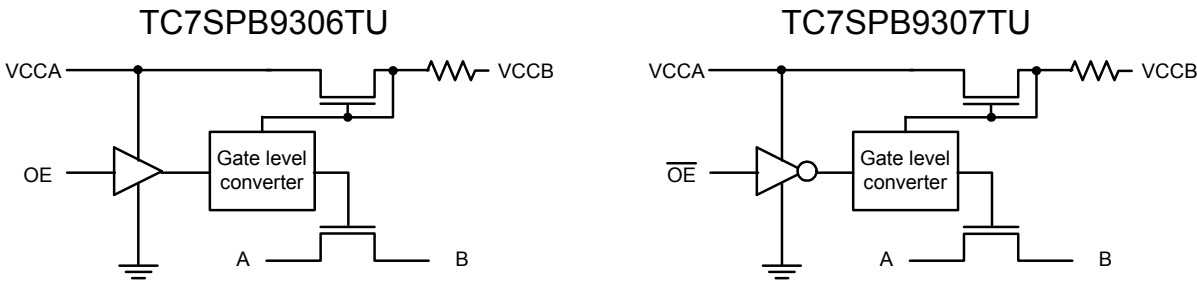 TC7SPB9306TU
VCCA
VCCB
OE
Gate level
converter
A
B
TC7SPB9307TU
VCCA
VCCB
OE
Gate level
converter
A
B